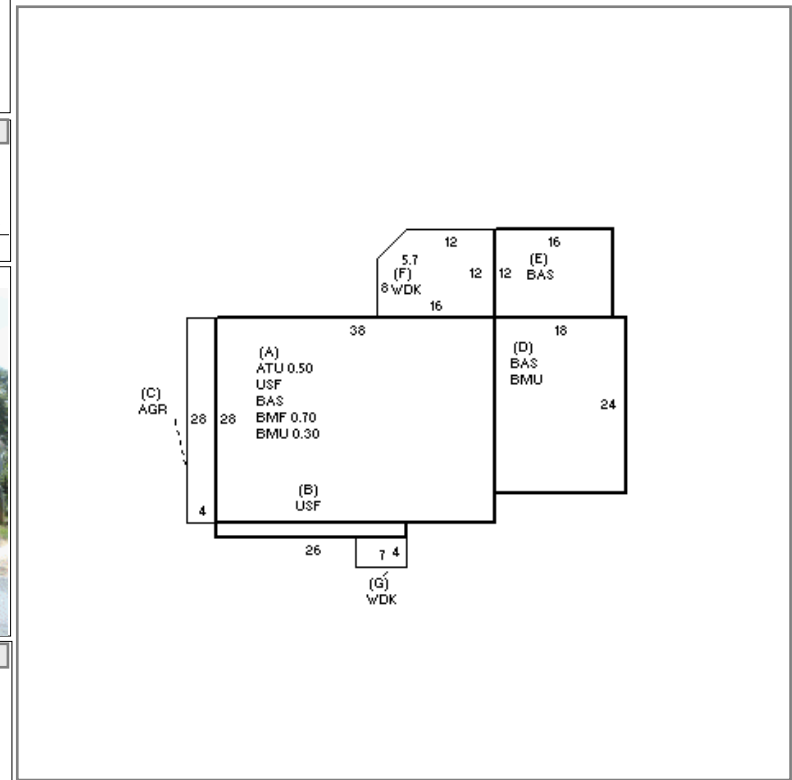 12
16
5.7
(F)
8 WDK
12
12
(E)
BAS
16
38
18
(A)
ATU 0.50
USF
BAS
BMF 0.70
BMU 0.30
(D)
BAS
BMU
(C)
AGR
28
28
24
(B)
USF
4
26
7 4
(G)
WDK